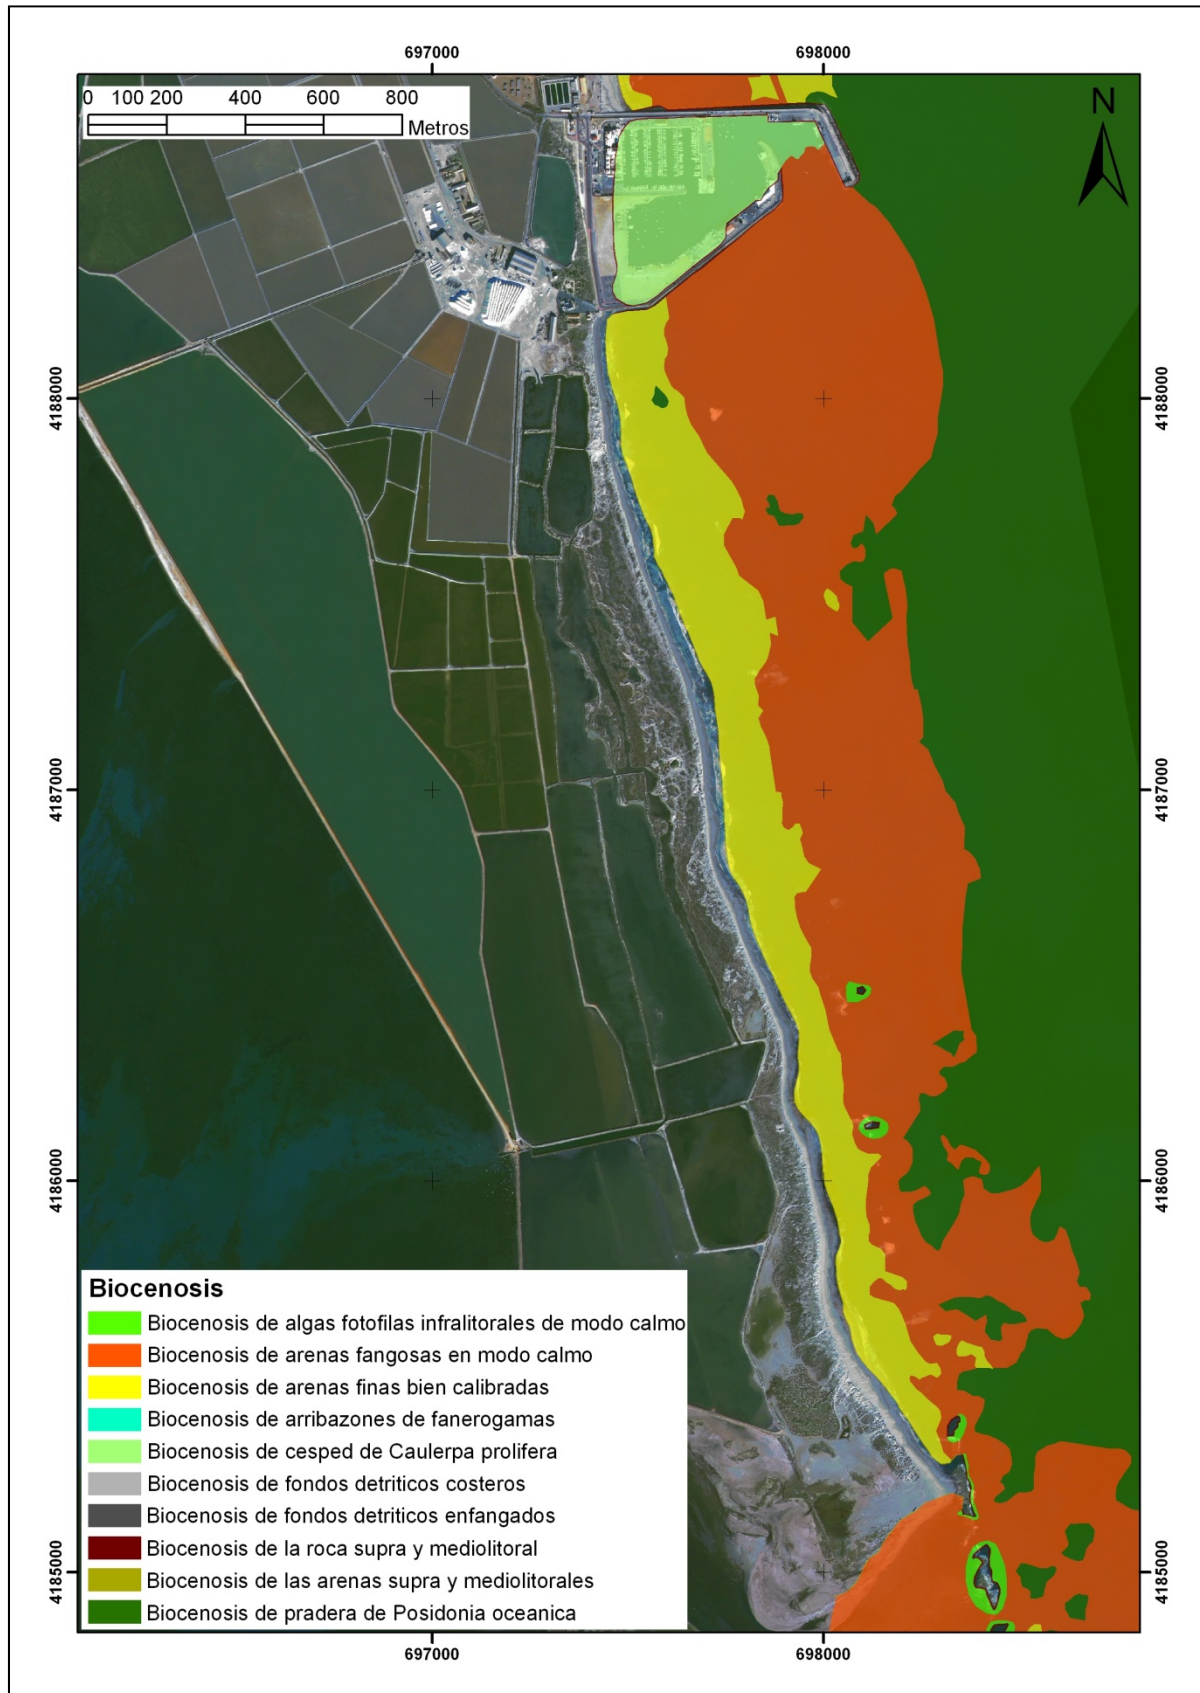 697000 698000
0 100 200 400 600 800
Metros
N
4188000 4188000
4187000 4187000
4186000 4186000
4185000 4185000
Biocenosis
Biocenosis de algas fotofilas infralitorales de modo calmo
Biocenosis de arenas fangosas en modo calmo
Biocenosis de arenas finas bien calibradas
Biocenosis de arribazones de fanerogamas
Biocenosis de cesped de Caulerpa prolifera
Biocenosis de fondos detriticos costeros
Biocenosis de fondos detriticos enfangados
Biocenosis de la roca supra y mediolitoral
Biocenosis de las arenas supra y mediolitorales
Biocenosis de pradera de Posidonia oceanica
697000 698000